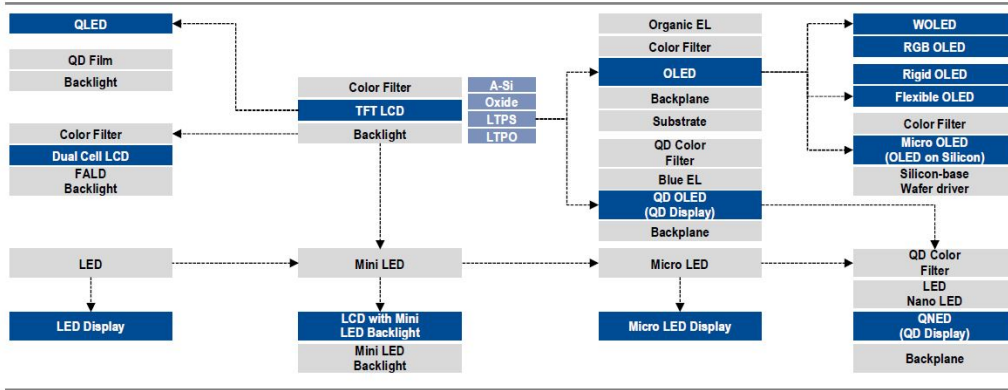 QLED
QD Film
Backlight
Color Filter
Dual Cell LCD
FALD
Backlight
LED
LED Display
Color Filter
TFT LCD
Backlight
A-Si
Oxide
LTPS
LTPO
Mini LED
LCD with Mini
LED Backlight
Mini LED
Backlight
Organic EL
Color Filter
OLED
Backplane
Substrate
QD Color
Filter
Blue EL
QD OLED
(QD Display)
Backplane
Micro LED
Micro LED Display
WOLED
RGB OLED
Rigid OLED
Flexible OLED
Color Filter
Micro OLED
(OLED on Silicon)
Silicon-base
Wafer driver
QD Color
Filter
LED
Nano LED
QNED
(QD Display)
Backplane